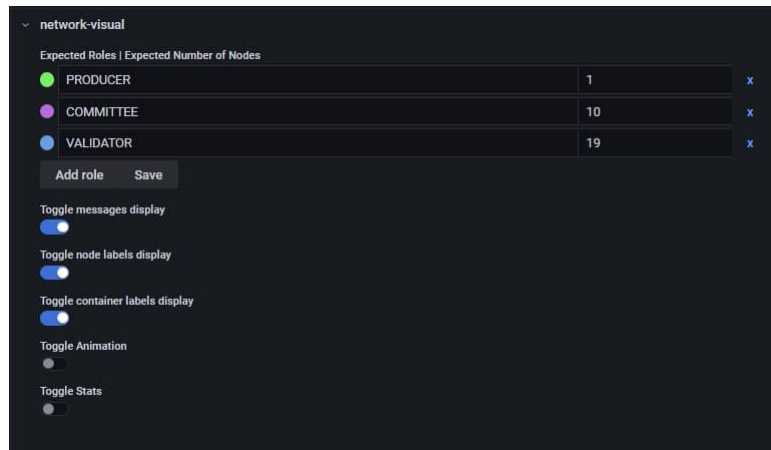 network-visual
Expected Roles | Expected Number of Nodes
PRODUCER 1 x
COMMITTEE 10 x
VALIDATOR 19 x
Add role Save
Toggle messages display
Toggle node labels display
Toggle container labels display
Toggle Animation
Toggle Stats